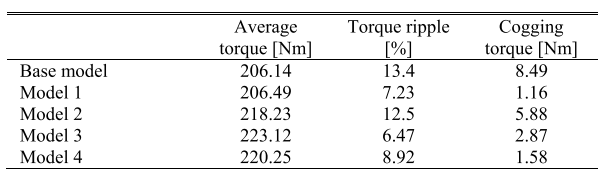 Average Torque ripple Cogging
torque [Nm] [%] torque [Nm]
Base model 206.14 13.4 8.49
Model 1 206.49 7.23 1.16
Model 2 218.23 12.5 5.88
Model 3 223.12 6.47 2.87
Model 4 220.25 8.92 1.58